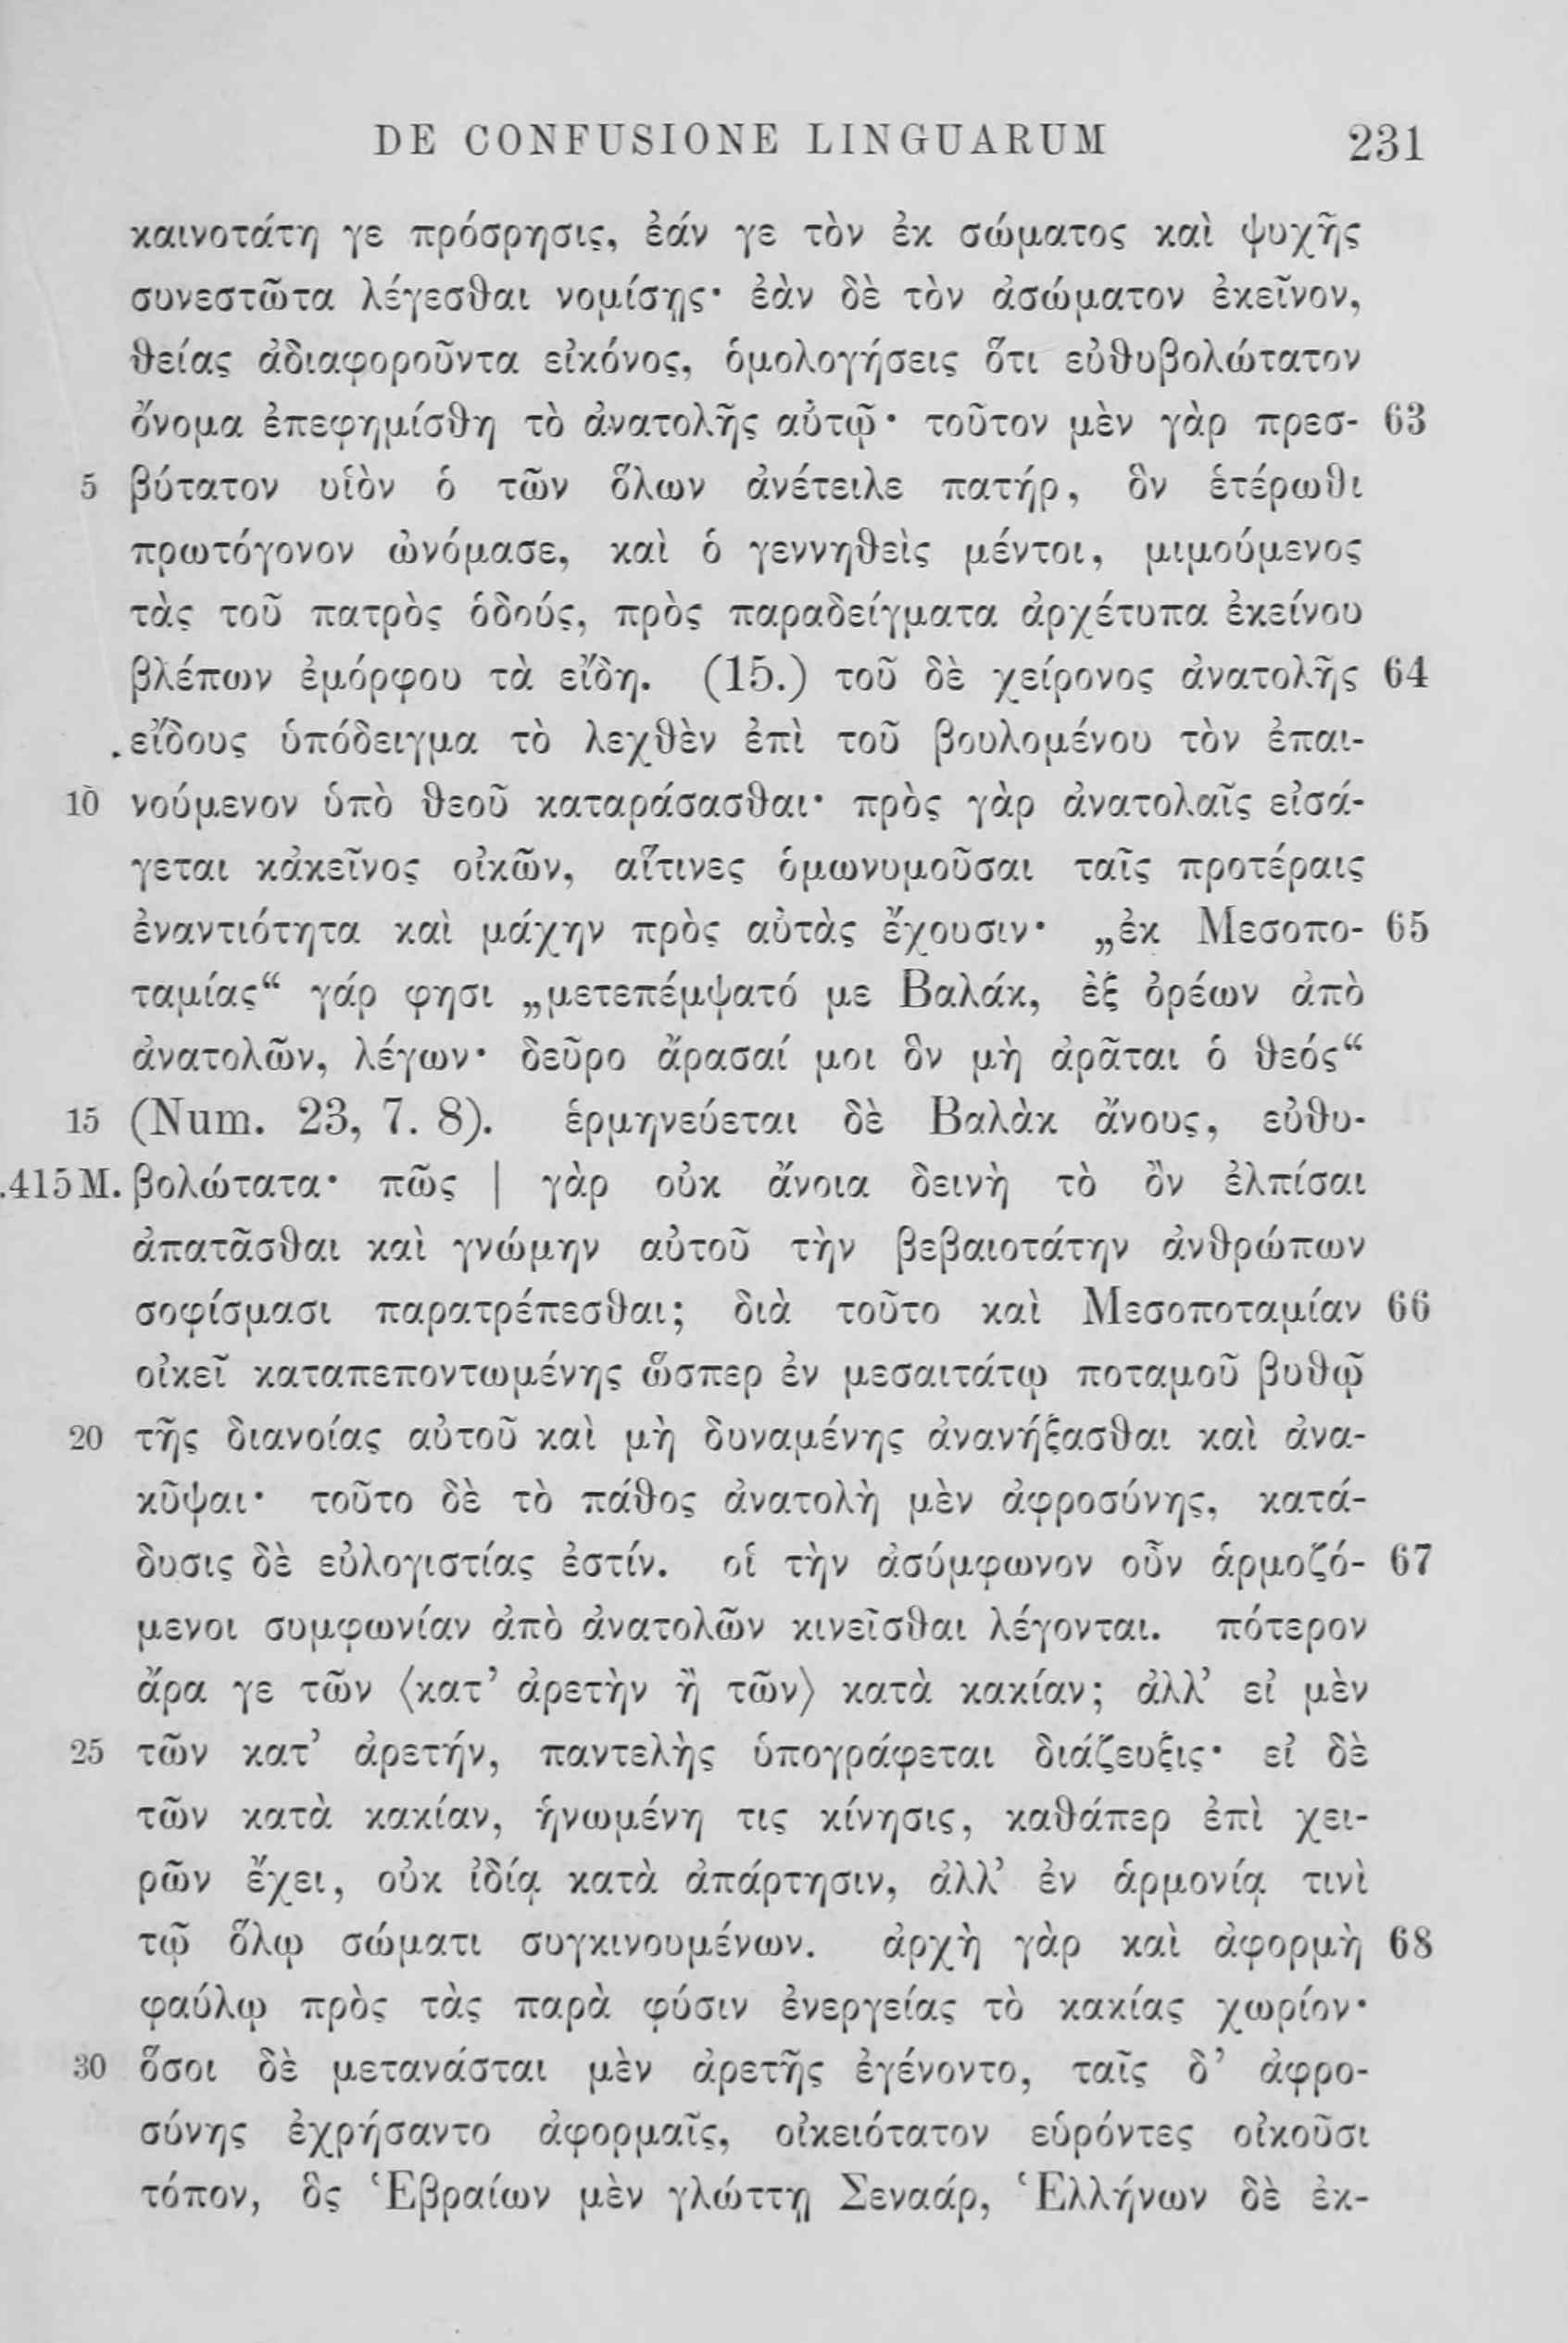 DE CONFUSIONE LINGUARUM 231
καινοτάτη γε πρόσρησις, ἐάν γε τὸν ἐκ σώματος καὶ ψυχῆς
συνεστῶτα λέγεσθαι νομίσῃς· ἐὰν δὲ τὸν ἀσώματον ἐκεῖνον,
θείας ἀδιαφοροῦντα εἰκόνος, ὁμολογήσεις ὅτι εὐθυβολώτατον
ὄνομα ἐπεφημίσθη τὸ ἀνατολῆς αὐτῷ· τοῦτον μὲν γὰρ πρεσ- 63
5 βύτατον υἱὸν ὁ τῶν ὅλων ἀνέτειλε πατήρ, ὃν ἑτέρωθι
πρωτόγονον ὠνόμασε, καὶ ὁ γεννηθεὶς μέντοι, μιμούμενος
τὰς τοῦ πατρὸς ὁδούς, πρὸς παραδείγματα ἀρχέτυπα ἐκείνου
βλέπων ἐμόρφου τὰ εἴδη. (15.) τοῦ δὲ χείρονος ἀνατολῆς 64
εἴδους ὑπόδειγμα τὸ λεχθὲν ἐπὶ τοῦ βουλομένου τὸν ἐπαι-
10 νούμενον ὑπὸ θεοῦ καταράσασθαι· πρὸς γὰρ ἀνατολαῖς εἰσά-
γεται κἀκεῖνος οἰκῶν, αἵτινες ὁμωνυμοῦσαι ταῖς προτέραις
ἐναντιότητα καὶ μάχην πρὸς αὐτὰς ἔχουσιν· „ἐκ Μεσοπο- 65
ταμίας“ γάρ φησι „μετεπέμψατό με Βαλάκ, ἐξ ὀρέων ἀπὸ
ἀνατολῶν, λέγων· δεῦρο ἄρασαί μοι ὃν μὴ ἀρᾶται ὁ θεός“
15 (Num. 23, 7. 8). ἑρμηνεύεται δὲ Βαλὰκ ἄνους, εὐθυ-
.415 M. βολώτατα· πῶς | γὰρ οὐκ ἄνοια δεινὴ τὸ ὂν ἐλπίσαι
ἀπατᾶσθαι καὶ γνώμην αὐτοῦ τὴν βεβαιοτάτην ἀνθρώπων
σοφίσμασι παρατρέπεσθαι; διὰ τοῦτο καὶ Μεσοποταμίαν 66
οἰκεῖ καταπεποντωμένης ὥσπερ ἐν μεσαιτάτῳ ποταμοῦ βυθῷ
20 τῆς διανοίας αὐτοῦ καὶ μὴ δυναμένης ἀνανήξασθαι καὶ ἀνα-
κῦψαι· τοῦτο δὲ τὸ πάθος ἀνατολὴ μὲν ἀφροσύνης, κατά-
δυσις δὲ εὐλογιστίας ἐστίν. οἱ τὴν ἀσύμφωνον οὖν ἁρμοζό- 67
μενοι συμφωνίαν ἀπὸ ἀνατολῶν κινεῖσθαι λέγονται. πότερον
ἄρα γε τῶν ⟨κατ’ ἀρετὴν ἢ τῶν⟩ κατὰ κακίαν; ἀλλ’ εἰ μὲν
25 τῶν κατ’ ἀρετήν, παντελὴς ὑπογράφεται διάζευξις· εἰ δὲ
τῶν κατὰ κακίαν, ἡνωμένη τις κίνησις, καθάπερ ἐπὶ χει-
ρῶν ἔχει, οὐκ ἰδίᾳ κατὰ ἀπάρτησιν, ἀλλ’ ἐν ἁρμονίᾳ τινὶ
τῷ ὅλῳ σώματι συγκινουμένων. ἀρχὴ γὰρ καὶ ἀφορμὴ 68
φαύλῳ πρὸς τὰς παρὰ φύσιν ἐνεργείας τὸ κακίας χωρίον·
30 ὅσοι δὲ μετανάσται μὲν ἀρετῆς ἐγένοντο, ταῖς δ’ ἀφρο-
σύνης ἐχρήσαντο ἀφορμαῖς, οἰκειότατον εὑρόντες οἰκοῦσι
τόπον, ὃς Ἑβραίων μὲν γλώττῃ Σεναάρ, Ἑλλήνων δὲ ἐκ-